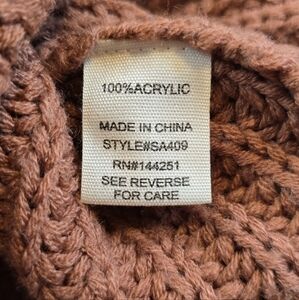 100%ACRYLIC
MADE IN CHINA
STYLE#SA409
RN#144251
SEE REVERSE
FOR CARE